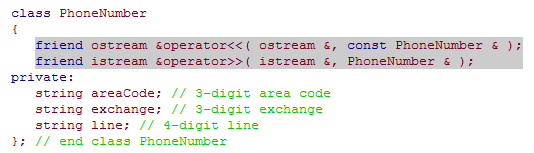 class PhoneNumber
{
   friend ostream &operator<<( ostream &, const PhoneNumber & );
   friend istream &operator>>( istream &, PhoneNumber & );
private:
   string areaCode; // 3-digit area code
   string exchange; // 3-digit exchange
   string line; // 4-digit line
}; // end class PhoneNumber